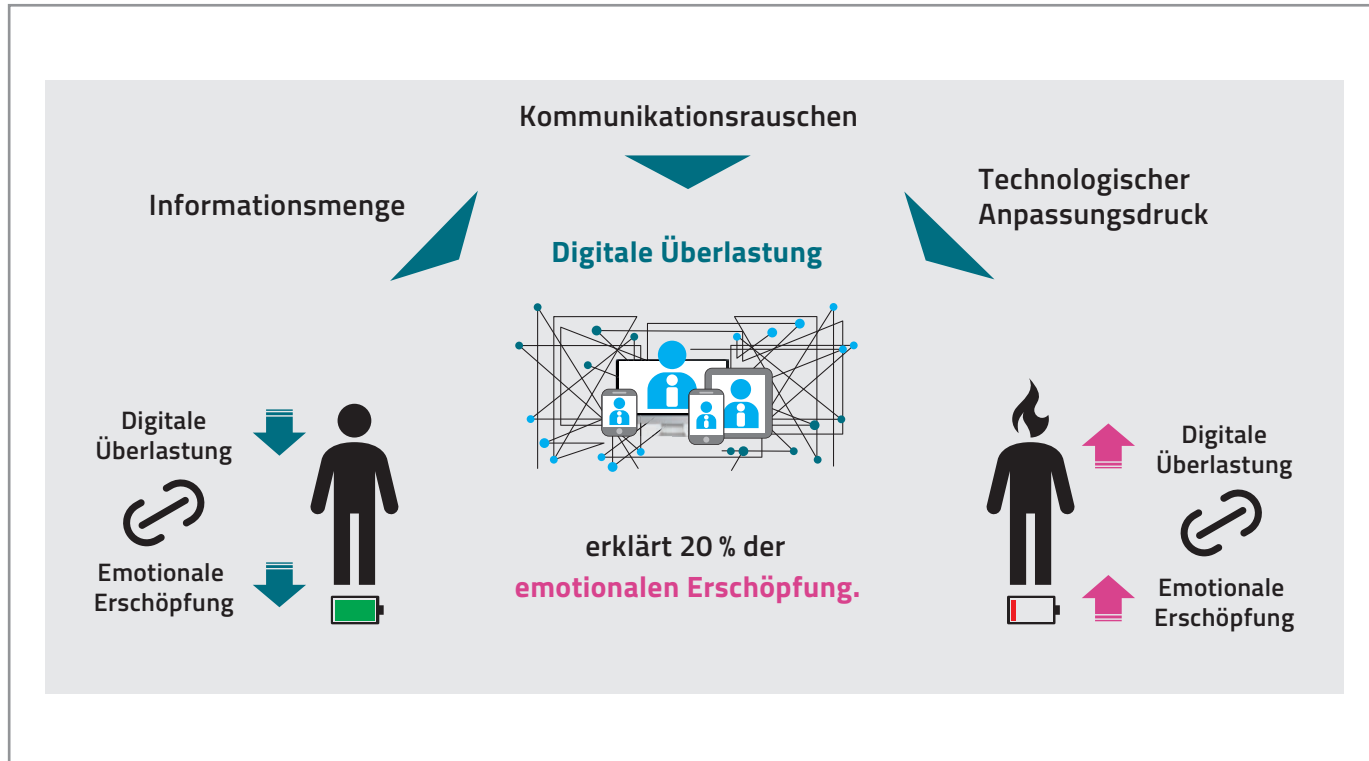 Kommunikationsrauschen
Informationsmenge
Technologischer
Anpassungsdruck
Digitale Überlastung
Digitale
Überlastung
Emotionale
Erschöpfung
erklärt 20 % der
emotionalen Erschöpfung.
Digitale
Überlastung
Emotionale
Erschöpfung